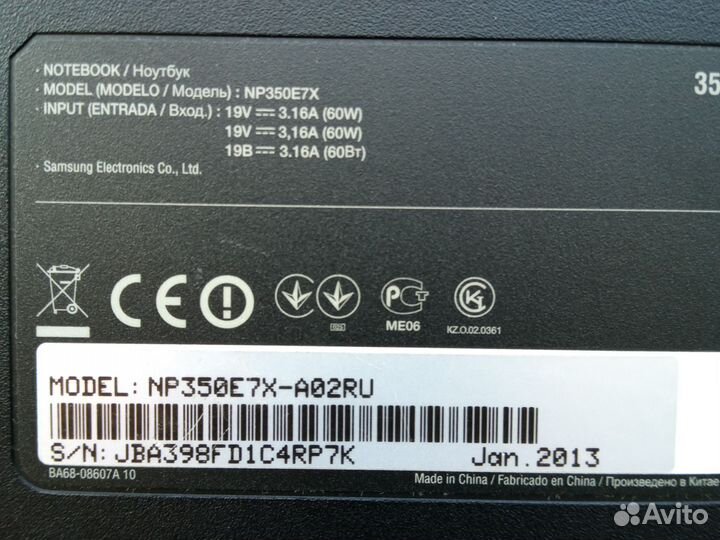 · NOTEBOOK / Ноутбук
· MODEL (MODELO / Модель) : NP350E7X
· INPUT (ENTRADA / Вход.) : 19V ⎓ 3.16A (60W)
19V ⎓ 3,16A (60W)
19В ⎓ 3.16A (60Вт)
· Samsung Electronics Co., Ltd.
35
CE
РСТ
ME06
KZ.O.02.0361
MODEL: NP350E7X-A02RU
S/N: JBA398FD1C4RP7K Jan.2013
BA68-08607A 10
Made in China / Fabricado en China / Произведено в Китае
Avito